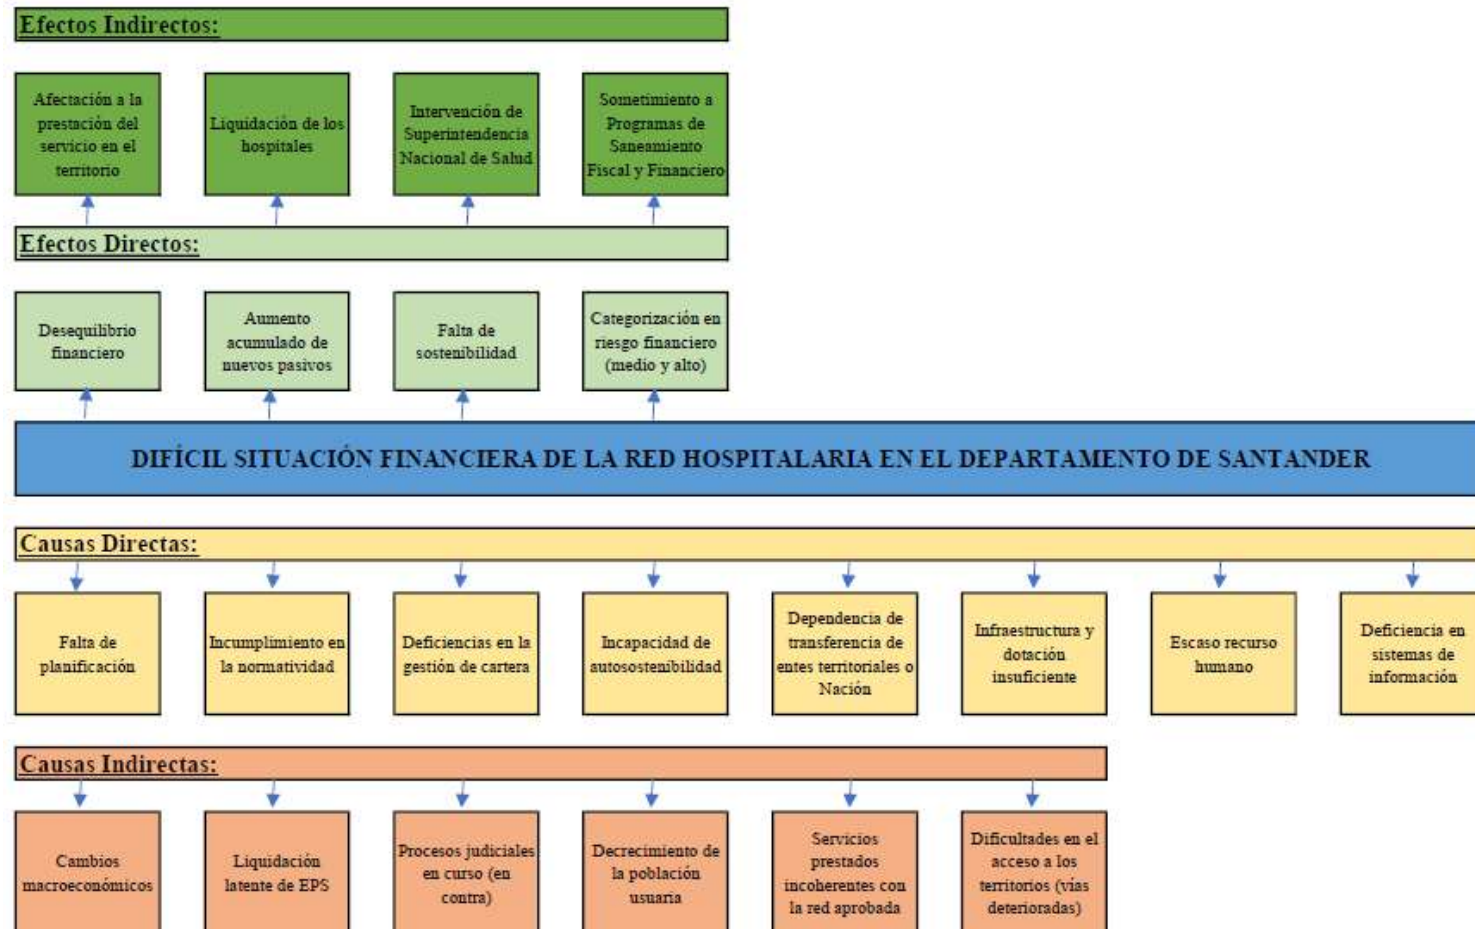 Efectos Indirectos:
Afectación a la
prestación del
servicio en el
territorio
Liquidación de los
hospitales
Intervención de
Superintendencia
Nacional de Salud
Sometimiento a
Programas de
Saneamiento
Fiscal y Financiero
Efectos Directos:
Desequilibrio
financiero
Aumento
acumulado de
nuevos pasivos
Falta de
sostenibilidad
Categorización en
riesgo financiero
(medio y alto)
DIFÍCIL SITUACIÓN FINANCIERA DE LA RED HOSPITALARIA EN EL DEPARTAMENTO DE SANTANDER
Causas Directas:
Falta de
planificación
Incumplimiento en
la normatividad
Deficiencias en la
gestión de cartera
Incapacidad de
autosostenibilidad
Dependencia de
transferencia de
entes territoriales o
Nación
Infraestructura y
dotación
insuficiente
Escaso recurso
humano
Deficiencia en
sistemas de
información
Causas Indirectas:
Cambios
macroeconómicos
Liquidación
latente de EPS
Procesos judiciales
en curso (en
contra)
Decrecimiento de
la población
usuaria
Servicios
prestados
incoherentes con
la red aprobada
Dificultades en el
acceso a los
territorios (vías
deterioradas)